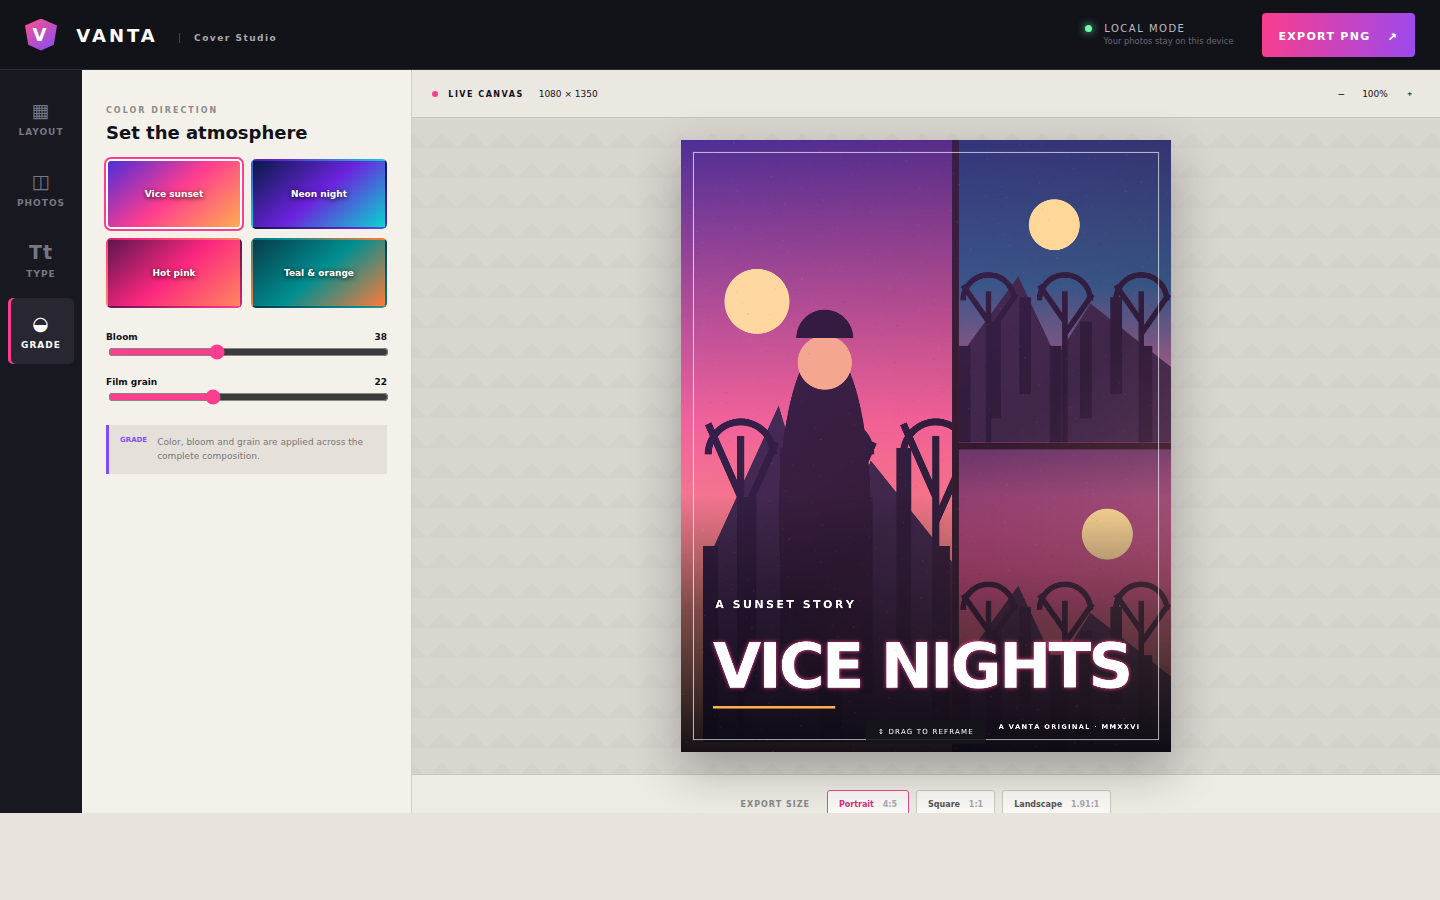 V VANTA Cover Studio
LOCAL MODE
Your photos stay on this device
EXPORT PNG ↗
LAYOUT
PHOTOS
Tt
TYPE
GRADE
COLOR DIRECTION
Set the atmosphere
Vice sunset
Neon night
Hot pink
Teal & orange
Bloom 38
Film grain 22
GRADE Color, bloom and grain are applied across the
complete composition.
LIVE CANVAS 1080 × 1350
− 100% +
A SUNSET STORY
VICE NIGHTS
A VANTA ORIGINAL · MMXXVI
↕ DRAG TO REFRAME
EXPORT SIZE Portrait 4:5 Square 1:1 Landscape 1.91:1